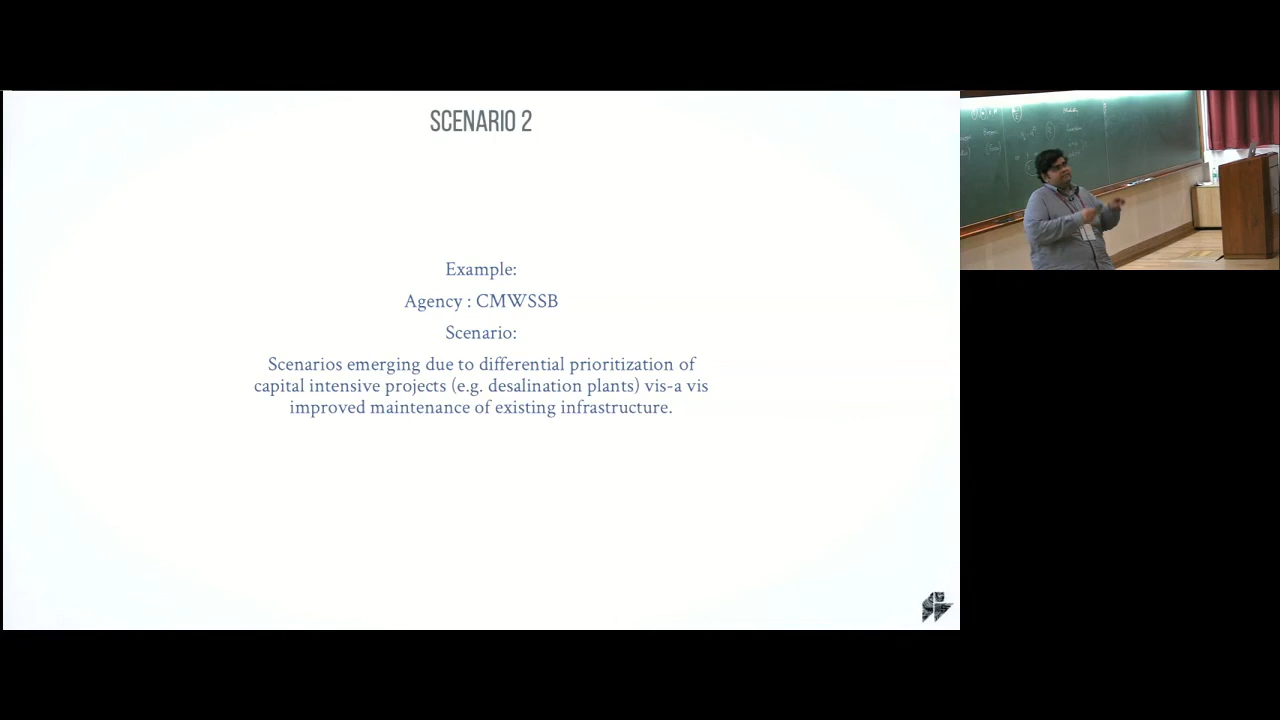 SCENARIO 2
Example:
Agency : CMWSSB
Scenario:
Scenarios emerging due to differential prioritization of
capital intensive projects (e.g. desalination plants) vis-a vis
improved maintenance of existing infrastructure.